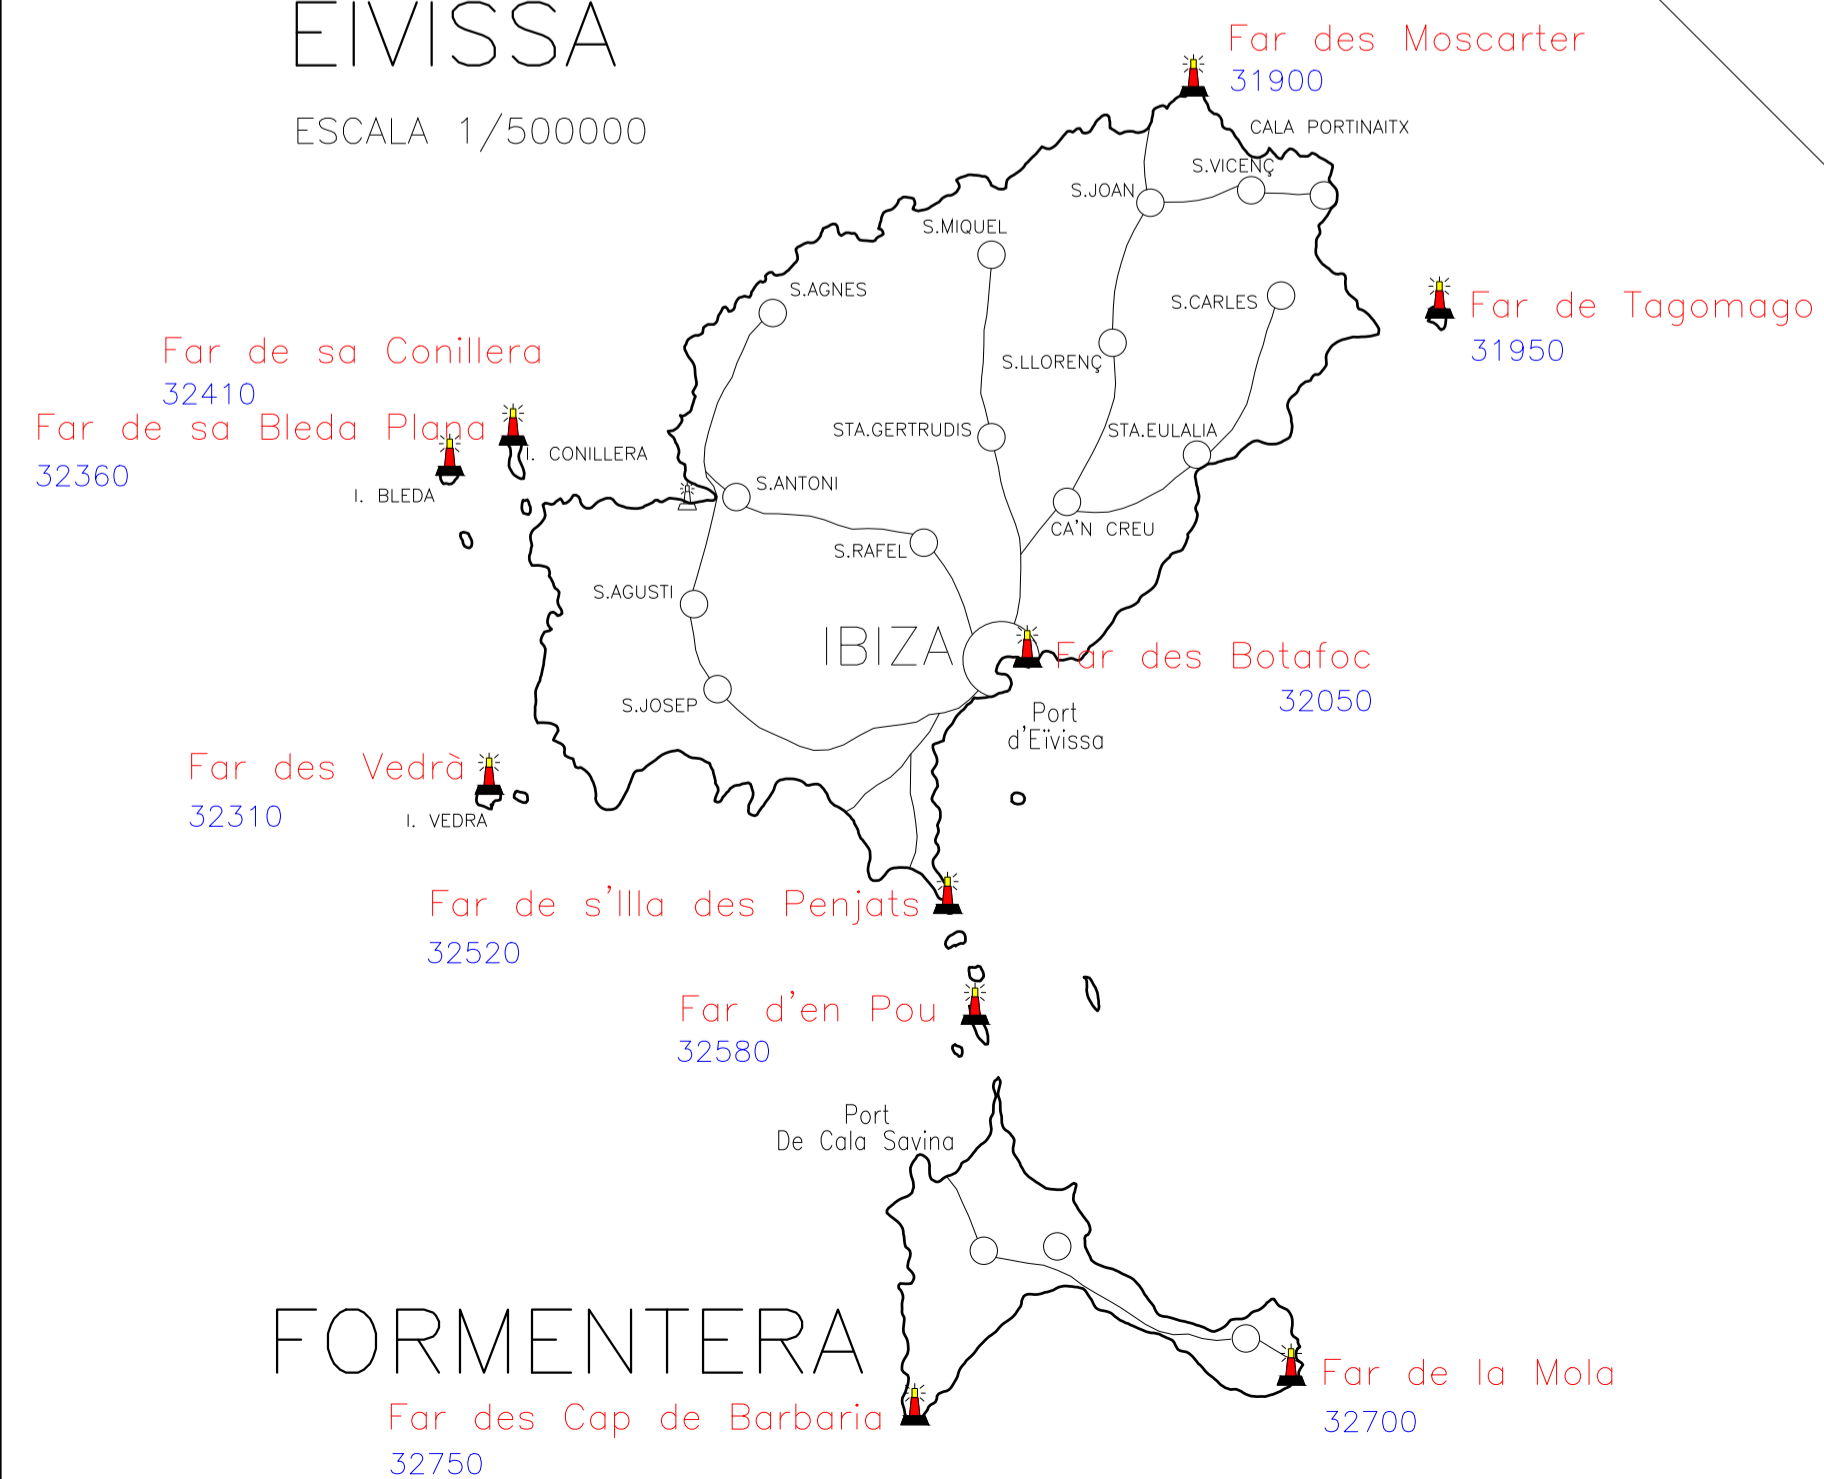 EIVISSA
ESCALA 1/500000
Far des Moscarter
31900
CALA PORTINAITX
S.VICENÇ
S.JOAN
S.MIQUEL
S.AGNES
S.CARLES
Far de Tagomago
31950
Far de sa Conillera
32410
S.LLORENÇ
Far de sa Bleda Plana
32360
I. CONILLERA
I. BLEDA
STA.GERTRUDIS
STA.EULALIA
S.ANTONI
CA'N CREU
S.RAFEL
S.AGUSTI
IBIZA
Far des Botafoc
32050
S.JOSEP
Port
d'Eïvissa
Far des Vedrà
32310
I. VEDRA
Far de s'Illa des Penjats
32520
Far d'en Pou
32580
Port
De Cala Savina
FORMENTERA
Far de la Mola
32700
Far des Cap de Barbaria
32750